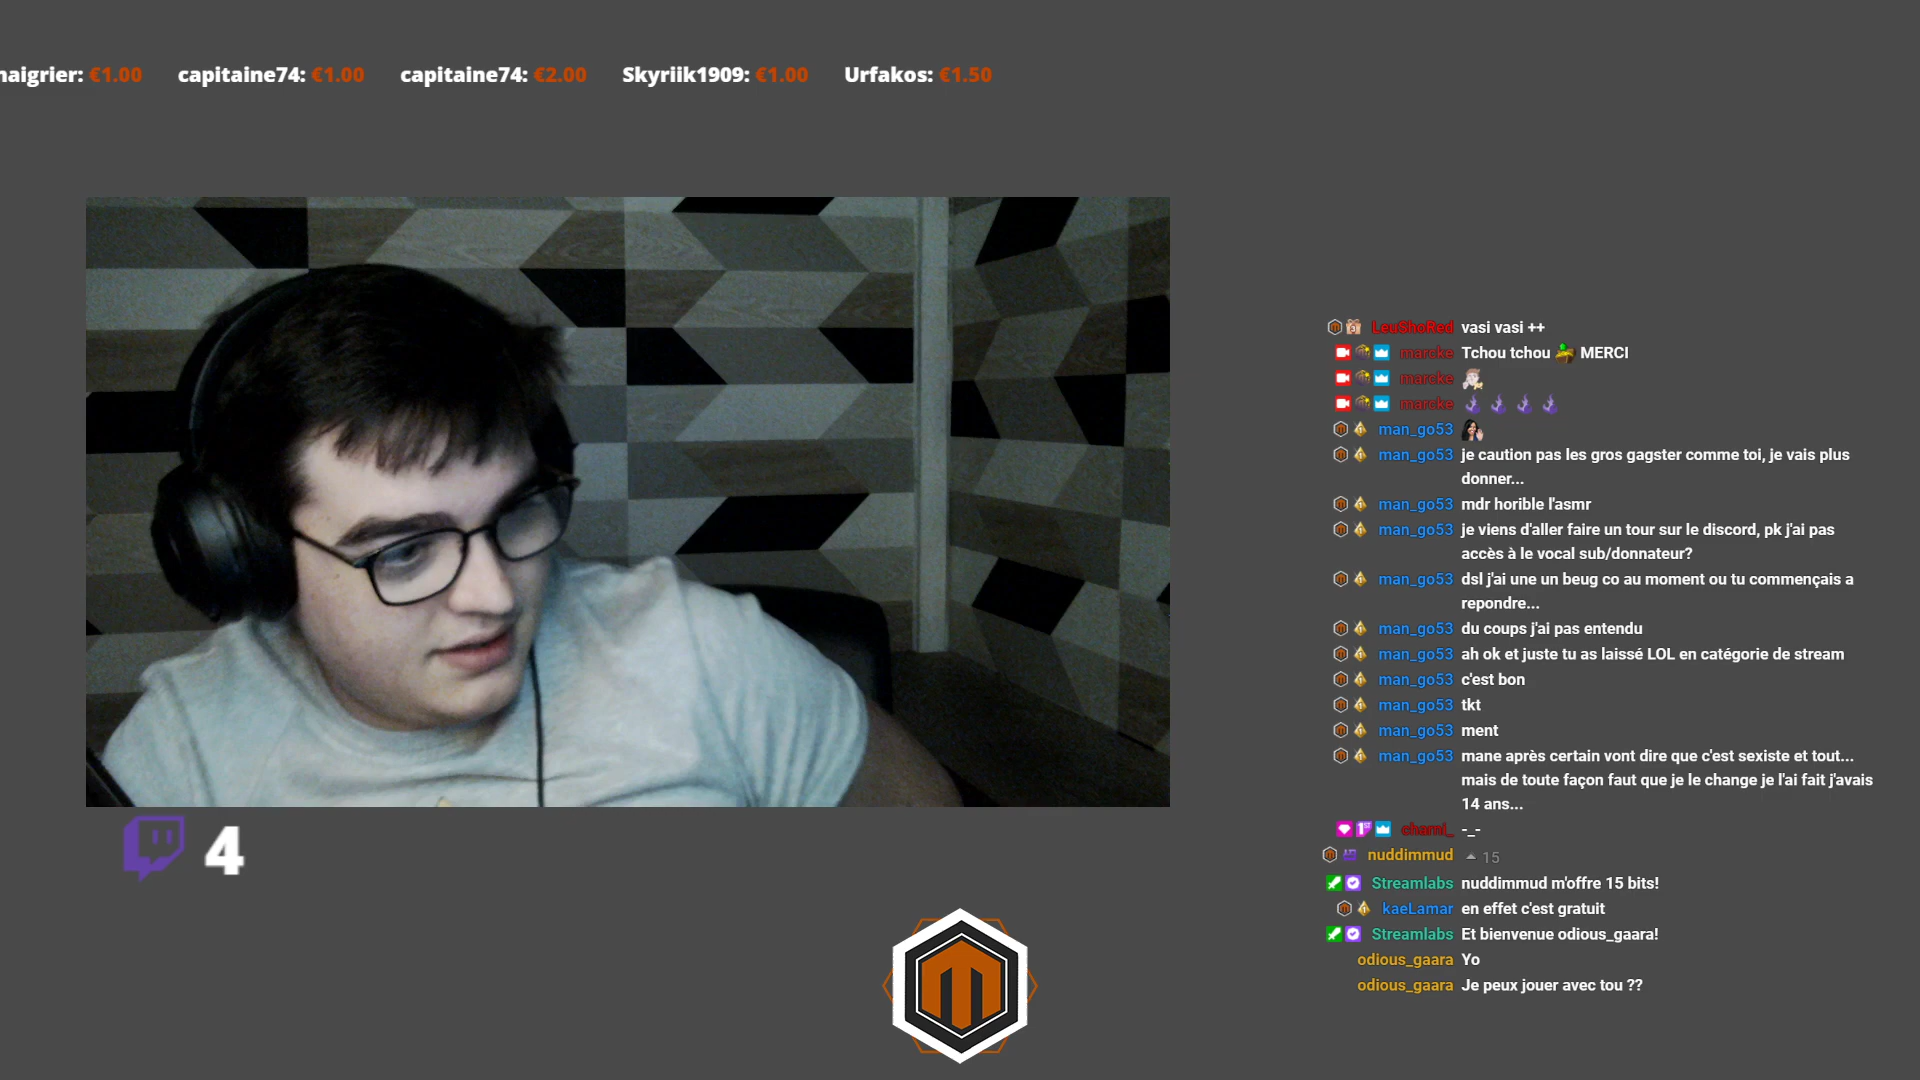 naigrier: €1.00 capitaine74: €1.00 capitaine74: €2.00 Skyriik1909: €1.00 Urfakos: €1.50
LeuShoRed vasi vasi ++
marcke Tchou tchou MERCI
marcke
marcke
man_go53
man_go53 je caution pas les gros gagster comme toi, je vais plus
donner...
man_go53 mdr horrible l'asmr
man_go53 je viens d'aller faire un tour sur le discord, pk j'ai pas
accès à le vocal sub/donnateur?
man_go53 dsl j'ai une un beug co au moment ou tu commençais a
repondre...
man_go53 du coups j'ai pas entendu
man_go53 ah ok et juste tu as laissé LOL en catégorie de stream
man_go53 c'est bon
man_go53 tkt
man_go53 ment
man_go53 mane après certain vont dire que c'est sexiste et tout...
mais de toute façon faut que je le change je l'ai fait j'avais
14 ans...
-_-
nuddimmud 15
Streamlabs nuddimmud m'offre 15 bits!
kaeLamar en effet c'est gratuit
Streamlabs Et bienvenue odious_gaara!
odious_gaara Yo
odious_gaara Je peux jouer avec tou ??
4